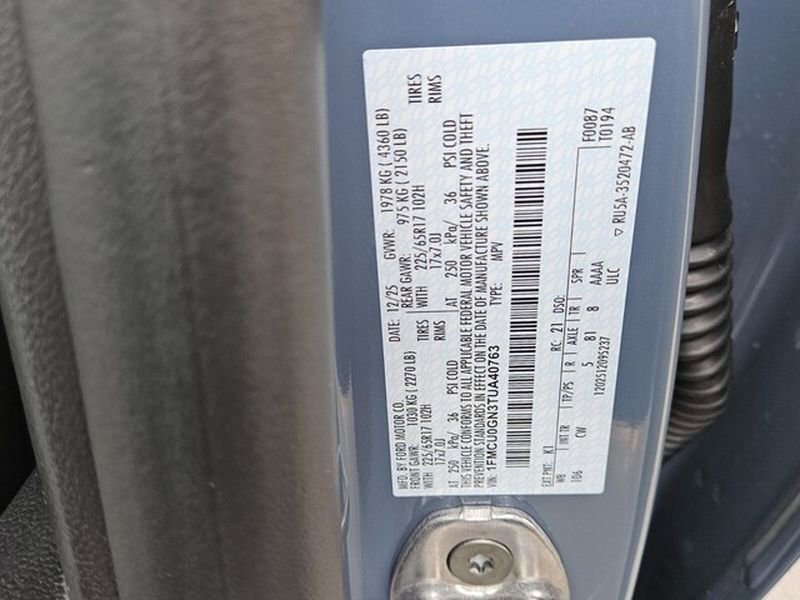 MFD. BY FORD MOTOR CO.
DATE: 12/25 GVWR: 1978 KG ( 4360 LB)
FRONT GAWR: 1030 KG (2270 LB)
REAR GAWR: 975 KG ( 2150 LB)
WITH 225/65R17 102H TIRES
WITH 225/65R17 102H TIRES
17x7.0J RIMS
17x7.0J RIMS
AT 250 kPa/ 36 PSI COLD
AT 250 kPa/ 36 PSI COLD
THIS VEHICLE CONFORMS TO ALL APPLICABLE FEDERAL MOTOR VEHICLE SAFETY AND THEFT
PREVENTION STANDARDS IN EFFECT ON THE DATE OF MANUFACTURE SHOWN ABOVE.
VIN: 1FMCU0GN3TUA40763 TYPE: MPV
EXT PNT: K1 RC: 21 DSO: F0087
WB INT TR TP/PS R AXLE TR SPR T0194
106 CW 5 81 8 AAAA
ULC ▽ RU5A-3520472-AB
1202512095237